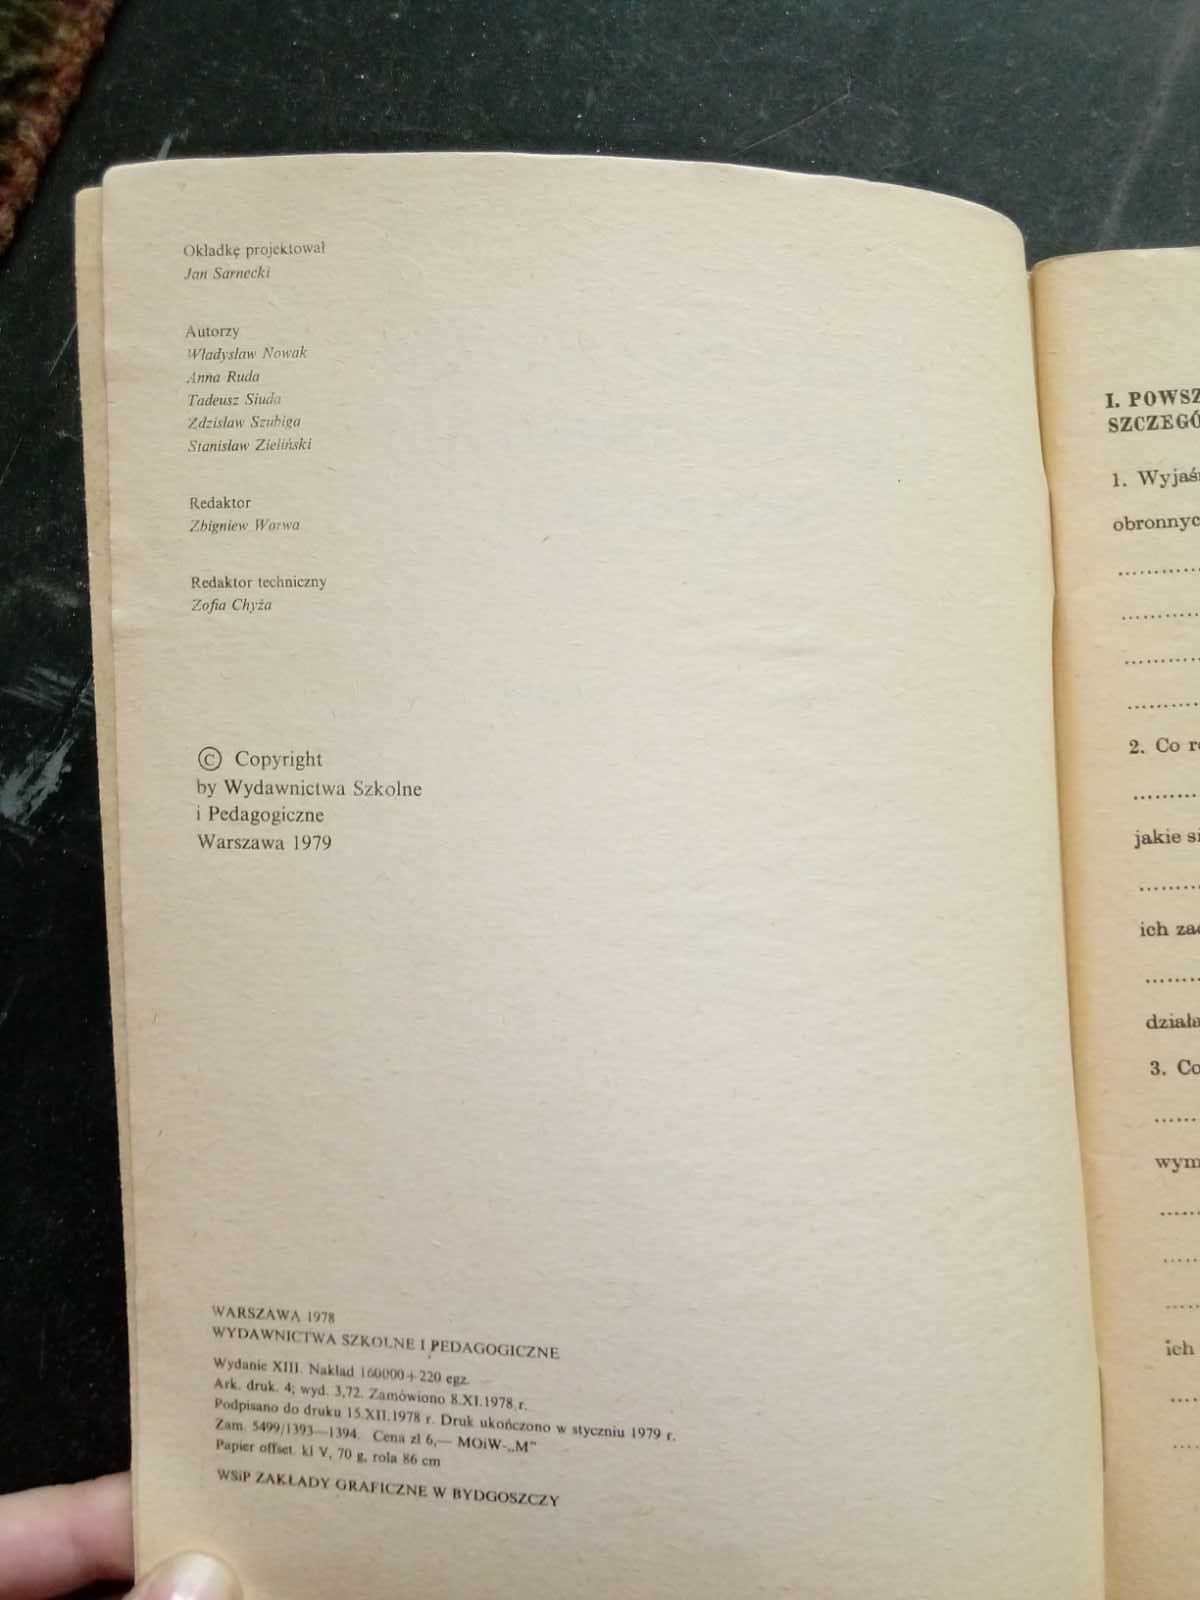 Okładkę projektował
Jan Sarnecki
Autorzy
Władysław Nowak
Anna Ruda
Tadeusz Siuda
Zdzisław Szubiga
Stanisław Zieliński
Redaktor
Zbigniew Worwa
Redaktor techniczny
Zofia Chyża
© Copyright
by Wydawnictwa Szkolne
i Pedagogiczne
Warszawa 1979
WARSZAWA 1978
WYDAWNICTWA SZKOLNE I PEDAGOGICZNE
Wydanie XIII. Nakład 160000+220 egz.
Ark. druk. 4; wyd. 3,72. Zamówiono 8.XI.1978 r.
Podpisano do druku 15.XII.1978 r. Druk ukończono w styczniu 1979 r.
Zam. 5499/1393—1394. Cena zł 6,— MOiW-„M"
Papier offset. kl V, 70 g, rola 86 cm
WSiP ZAKŁADY GRAFICZNE W BYDGOSZCZY
I. POWSZ
SZCZEGÓ
1. Wyjaś
obronnyc
2. Co r
jakie si
ich za
działa
3. Co
wym
ich